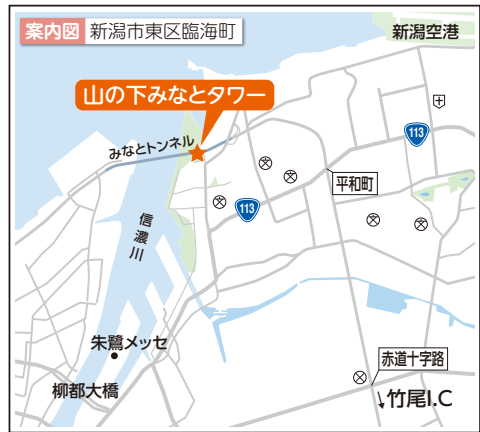 案内図 新潟市東区臨海町
新潟空港
山の下みなとタワー
みなとトンネル
113
平和町
113
信濃川
朱鷺メッセ
赤道十字路
柳都大橋
竹尾I.C